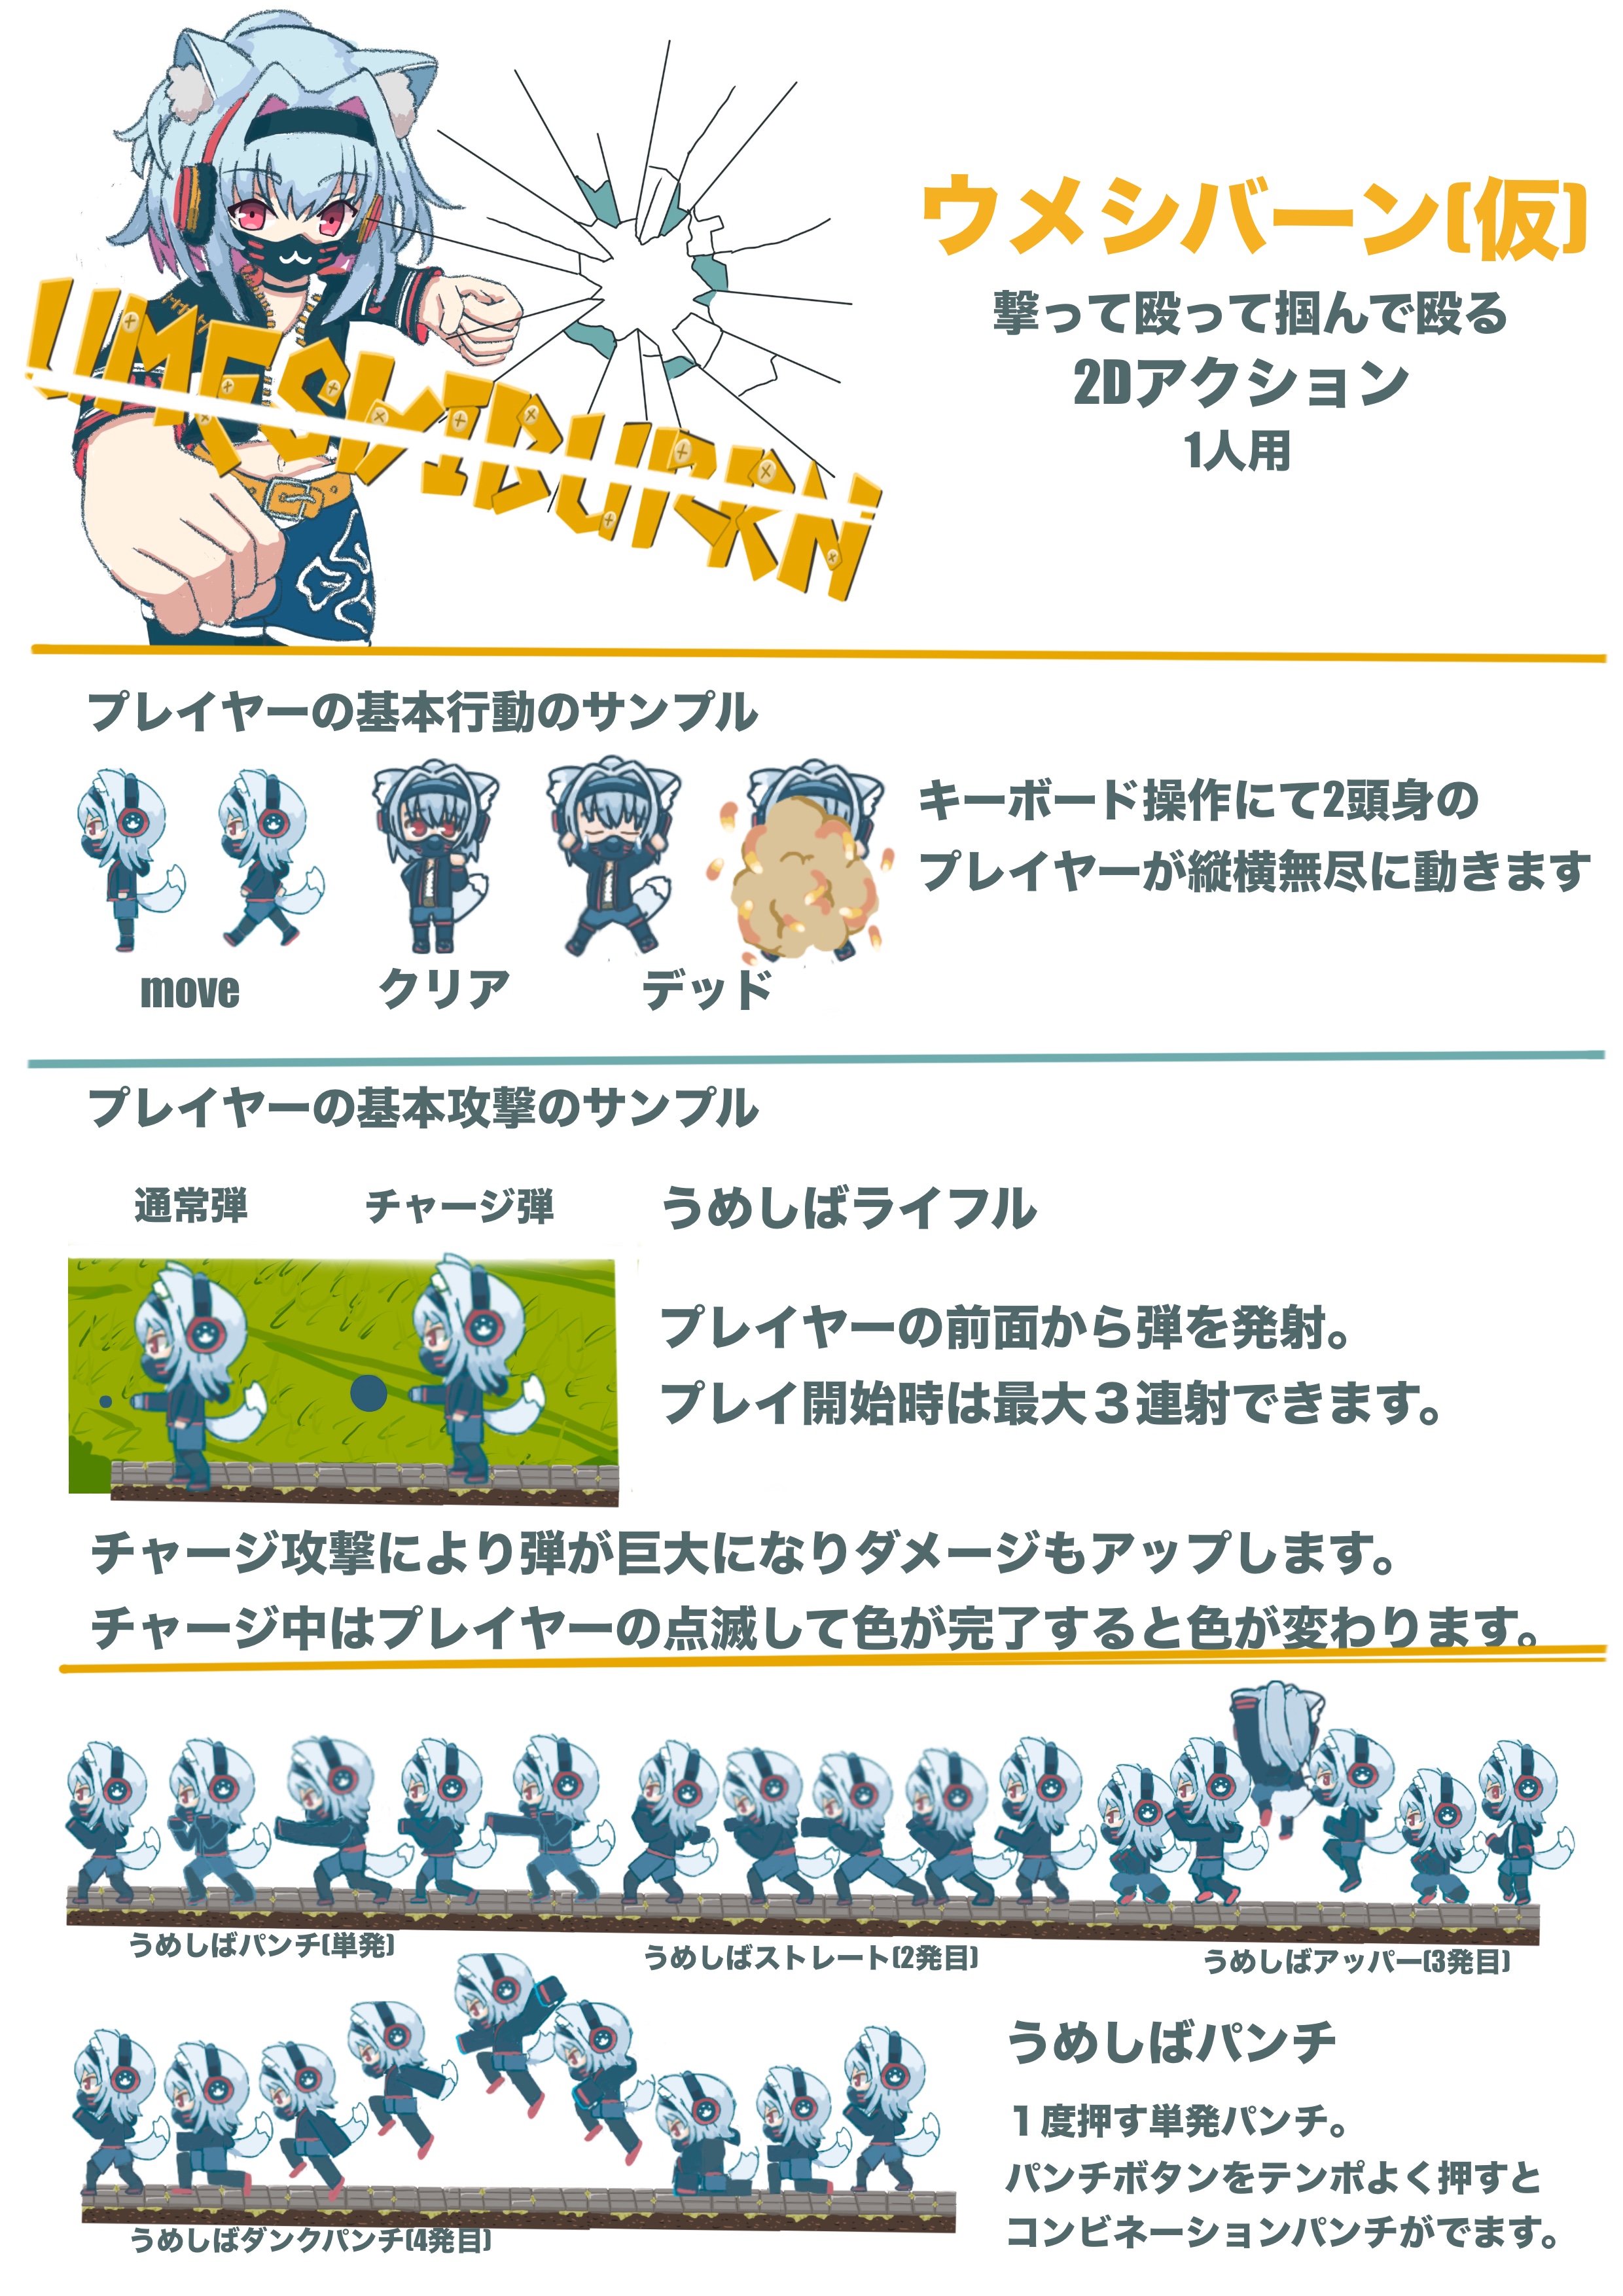 UMESHIBURRN
ウメシバーン(仮)
撃って殴って掴んで殴る
2Dアクション
1人用
プレイヤーの基本行動のサンプル
move
クリア
デッド
キーボード操作にて2頭身の
プレイヤーが縦横無尽に動きます
プレイヤーの基本攻撃のサンプル
通常弾
チャージ弾
うめしばライフル
プレイヤーの前面から弾を発射。
プレイ開始時は最大３連射できます。
チャージ攻撃により弾が巨大になりダメージもアップします。
チャージ中はプレイヤーの点滅して色が完了すると色が変わります。
うめしばパンチ(単発)
うめしばストレート(2発目)
うめしばアッパー(3発目)
うめしばダンクパンチ(4発目)
うめしばパンチ
１度押す単発パンチ。
パンチボタンをテンポよく押すと
コンビネーションパンチがでます。